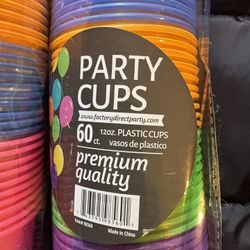 PARTY
CUPS
www.factorydirectparty.com
60 ct. 12oz. PLASTIC CUPS
vasos de plastico
premium
quality
Made in China